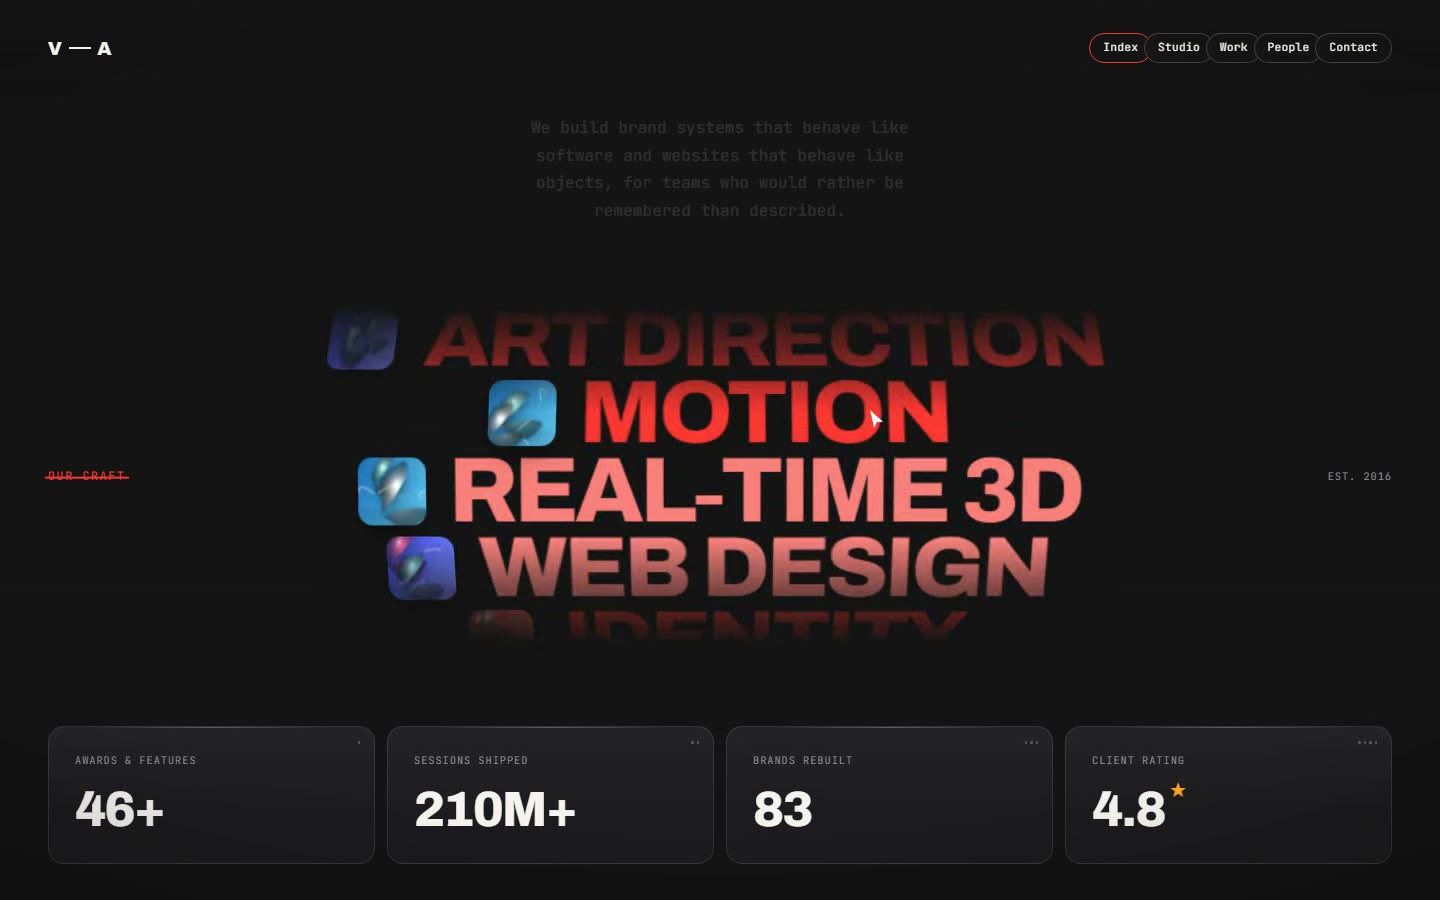 V — A
Index Studio Work People Contact
We build brand systems that behave like
software and websites that behave like
objects, for teams who would rather be
remembered than described.
ART DIRECTION
MOTION
REAL-TIME 3D
OUR CRAFT
EST. 2016
WEB DESIGN
IDENTITY
AWARDS & FEATURES
46+
SESSIONS SHIPPED
210M+
BRANDS REBUILT
83
CLIENT RATING
4.8★